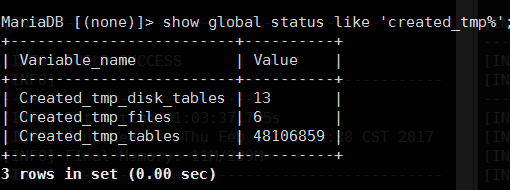 MariaDB [(none)]> show global status like 'created_tmp%';
+-------------------------+----------+
| Variable_name           | Value    |
+-------------------------+----------+
| Created_tmp_disk_tables | 13       |
| Created_tmp_files       | 6        |
| Created_tmp_tables      | 48106859 |
+-------------------------+----------+
3 rows in set (0.00 sec)